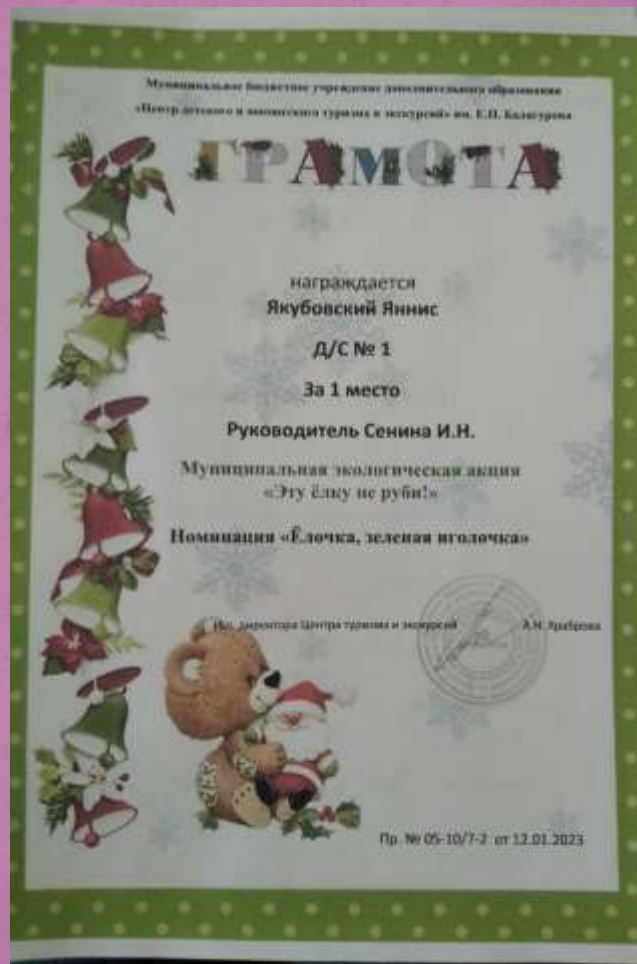 Муниципальное бюджетное учреждение дополнительного образования
«Центр детского и юношеского туризма и экскурсий» им. Е.П. Балагурова
ГРАМОТА
награждается
Якубовский Яннис
Д/С № 1
За 1 место
Руководитель Сенина И.Н.
Муниципальная экологическая акция
«Эту ёлку не руби!»
Номинация «Ёлочка, зеленая иголочка»
директора Центра туризма и экскурсий А.Н. Храброва
Пр. № 05-10/7-2 от 12.01.2023